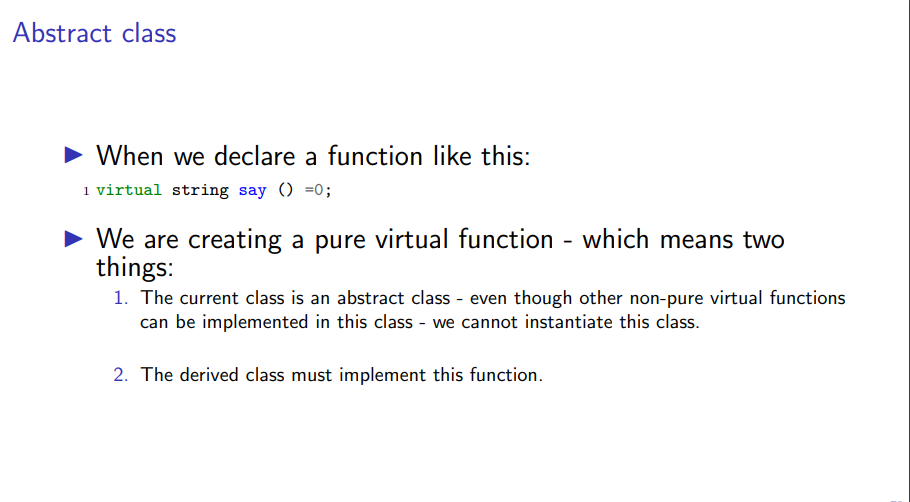 Abstract class
▶ When we declare a function like this:
1 virtual string say () =0;
▶ We are creating a pure virtual function - which means two
things:
1. The current class is an abstract class - even though other non-pure virtual functions
can be implemented in this class - we cannot instantiate this class.
2. The derived class must implement this function.